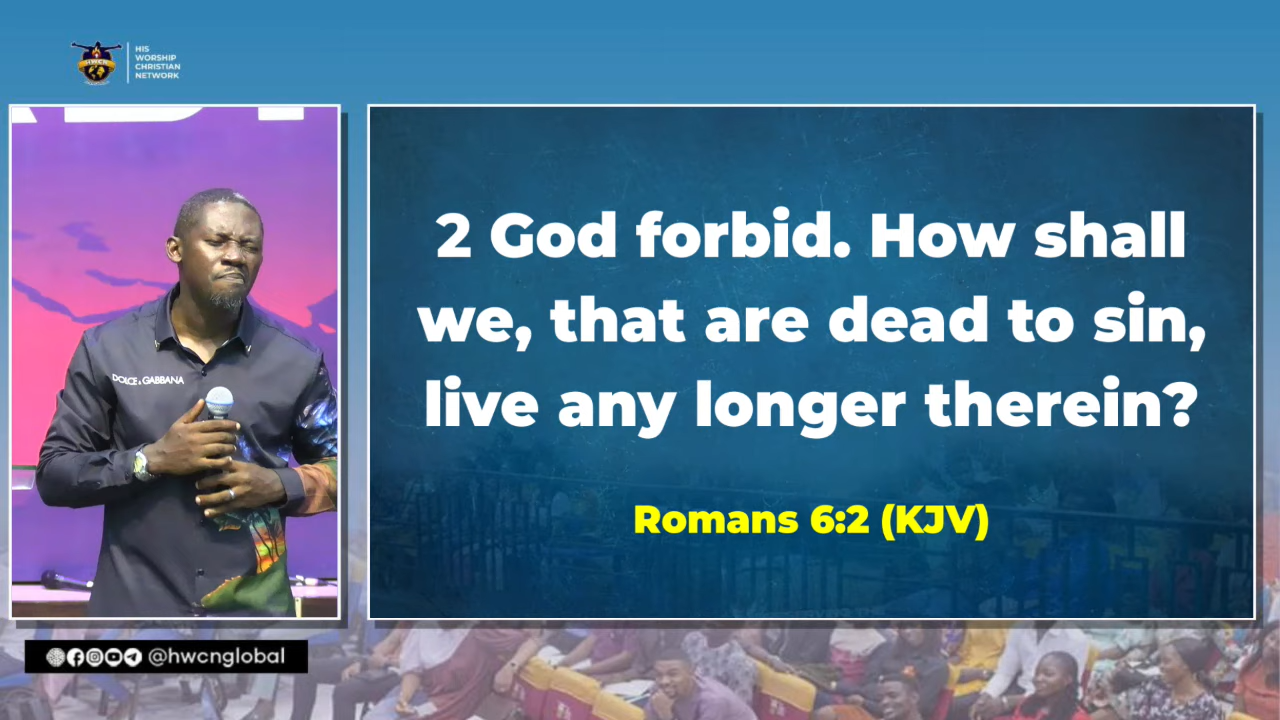 HIS
WORSHIP
CHRISTIAN
NETWORK
DOLCE & GABBANA
2 God forbid. How shall
we, that are dead to sin,
live any longer therein?
Romans 6:2 (KJV)
@hwcnglobal